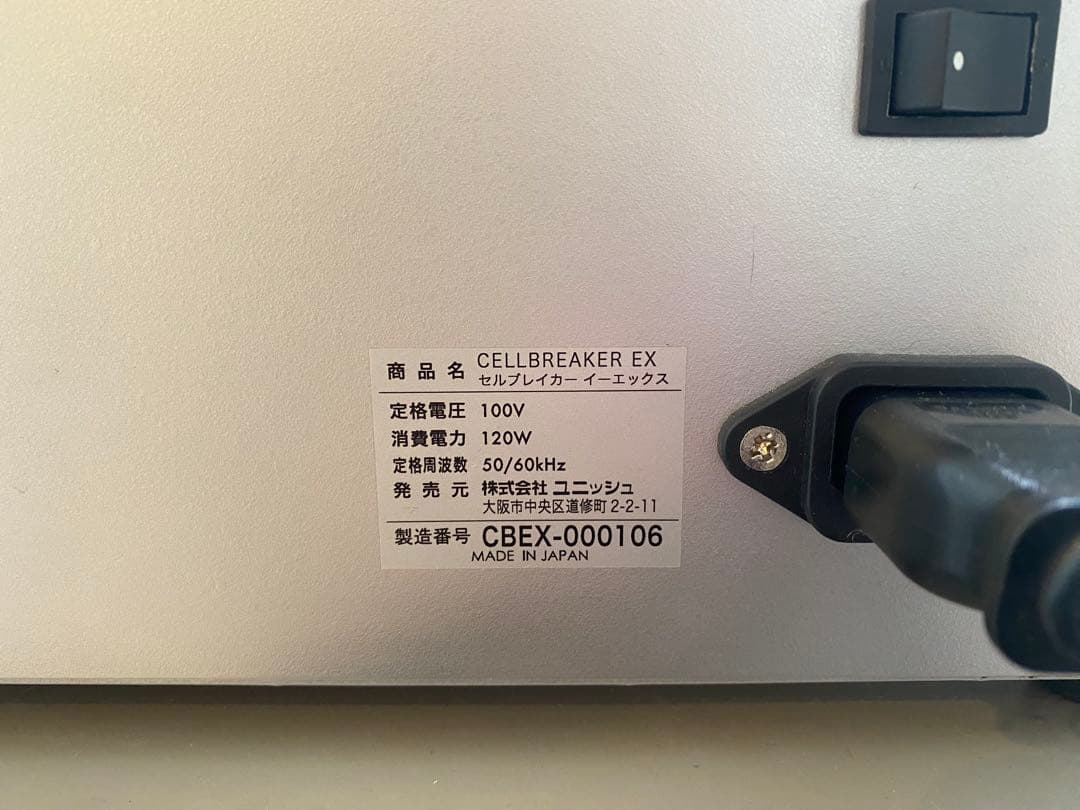 商品名 CELLBREAKER EX
セルブレイカー イーエックス
定格電圧 100V
消費電力 120W
定格周波数 50/60kHz
発売元 株式会社 ユニッシュ
大阪市中央区道修町2-2-11
製造番号 CBEX-000106
MADE IN JAPAN